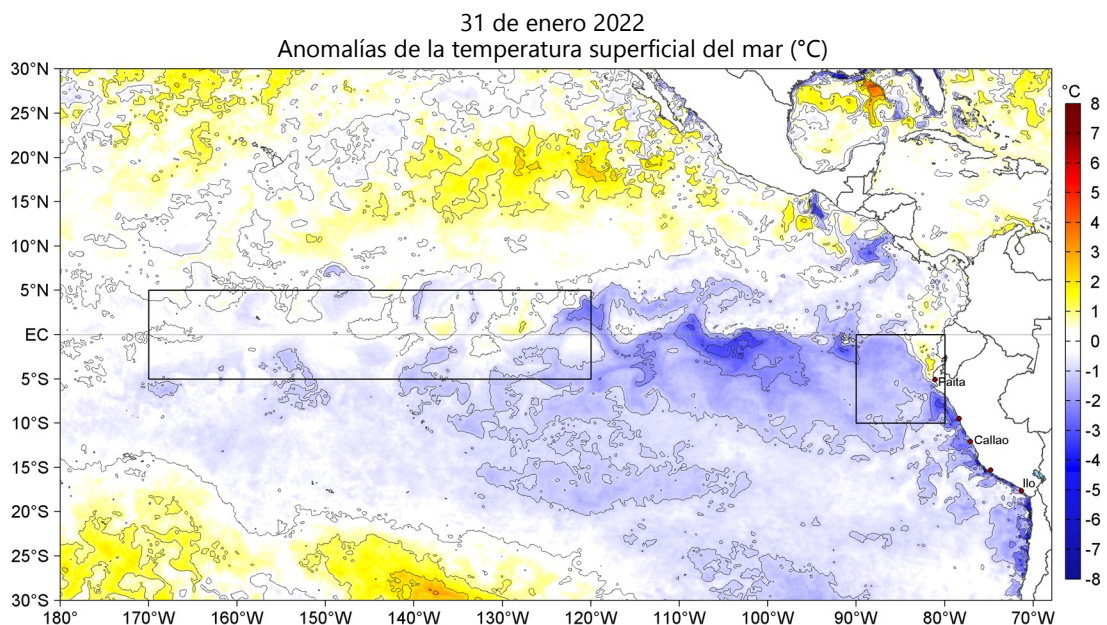 31 de enero 2022
Anomalías de la temperatura superficial del mar (°C)
30°N
25°N
20°N
15°N
10°N
5°N
EC
5°S
10°S
15°S
20°S
25°S
30°S
180
170°W
160°W
150°W
140°W
130°W
120°W
110°W
100°W
90°W
80°W
70°W
Paita
Callao
Ilo
°C
8
7
6
5
4
3
2
1
0
-1
-2
-3
-4
-5
-6
-7
-8